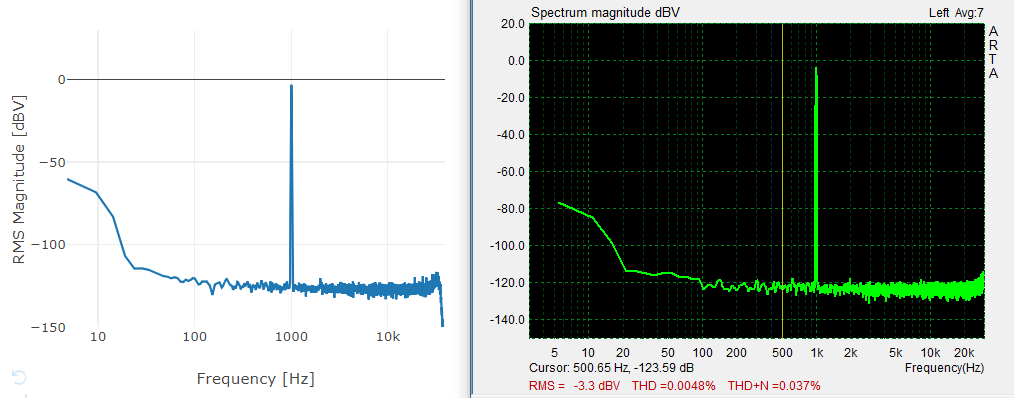 RMS Magnitude [dBV]
0
−50
−100
−150
10 100 1000 10k
Frequency [Hz]
Spectrum magnitude dBV Left Avg:7
20.0
0.0
-20.0
-40.0
-60.0
-80.0
-100.0
-120.0
-140.0
A
R
T
A
5 10 20 50 100 200 500 1k 2k 5k 10k 20k
Cursor: 500.65 Hz, -123.59 dB Frequency(Hz)
RMS = -3.3 dBV THD =0.0048% THD+N =0.037%